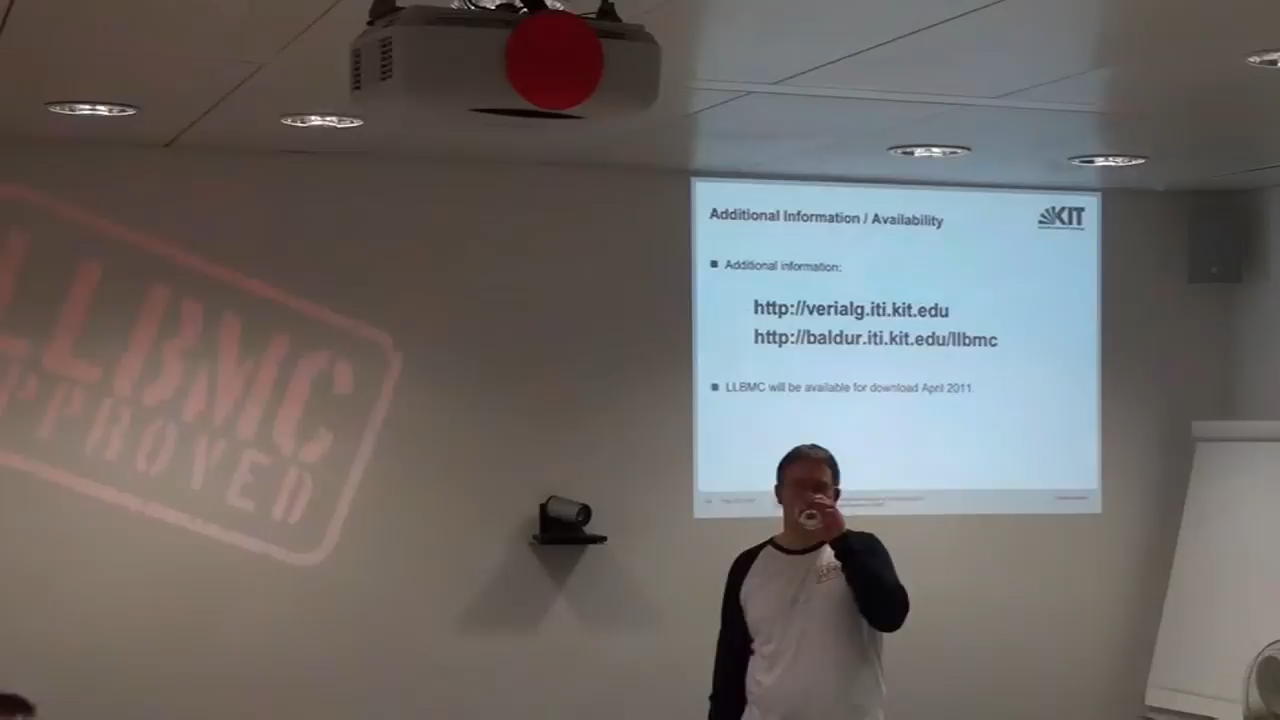 LLBMC
APPROVED
Additional Information / Availability
KIT
Additional information:
http://verialg.iti.kit.edu
http://baldur.iti.kit.edu/llbmc
LLBMC will be available for download April 2011.